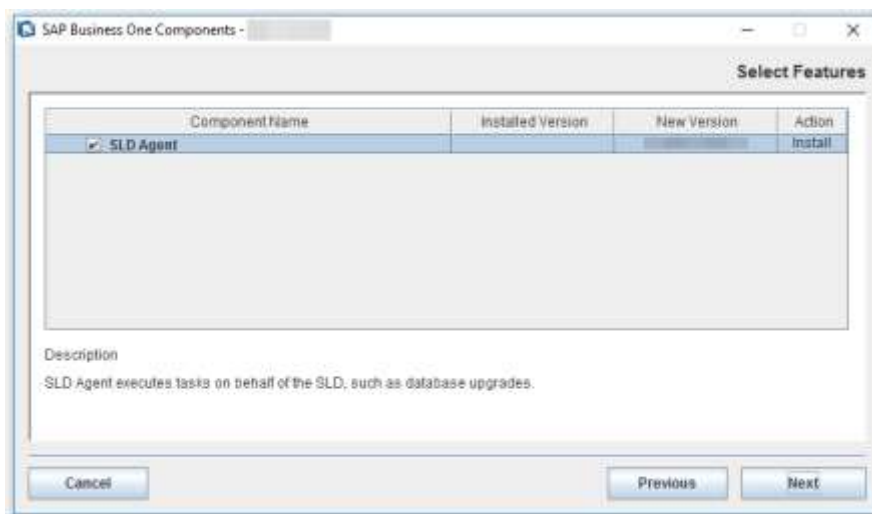 SAP Business One Components -
Select Features
Component Name Installed Version New Version Action
SLD Agent Install
Description
SLD Agent executes tasks on behalf of the SLD, such as database upgrades.
Cancel Previous Next